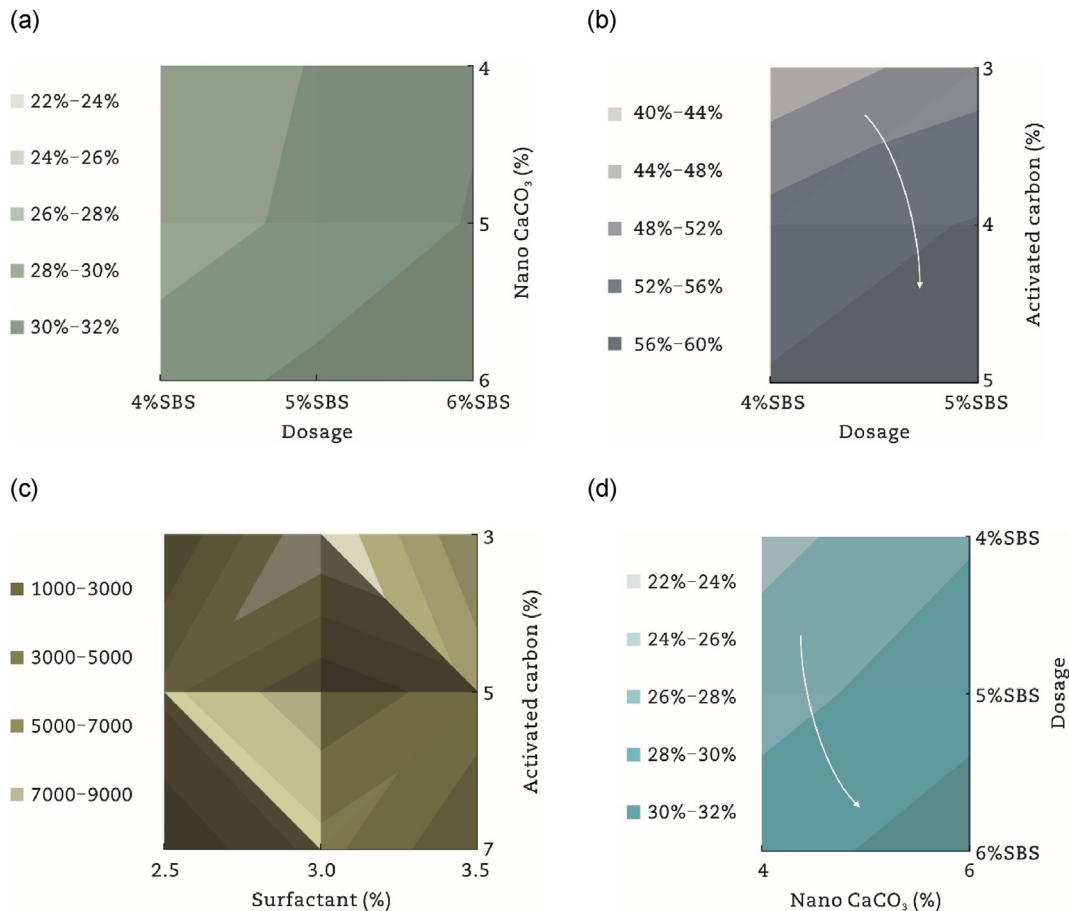 (a)
22%–24%
24%–26%
26%–28%
28%–30%
30%–32%
4
5
6
Nano CaCO₃ (%)
4%SBS
5%SBS
6%SBS
Dosage
(b)
40%–44%
44%–48%
48%–52%
52%–56%
56%–60%
3
4
5
Activated carbon (%)
4%SBS
5%SBS
Dosage
(c)
1000–3000
3000–5000
5000–7000
7000–9000
3
5
7
Activated carbon (%)
2.5
3.0
3.5
Surfactant (%)
(d)
22%–24%
24%–26%
26%–28%
28%–30%
30%–32%
4%SBS
5%SBS
6%SBS
Dosage
4
6
Nano CaCO₃ (%)